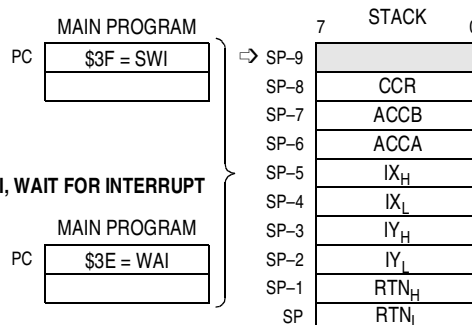 MAIN PROGRAM
PC $3F = SWI
I, WAIT FOR INTERRUPT
MAIN PROGRAM
PC $3E = WAI
7 STACK 0
⇨ SP–9
SP–8 CCR
SP–7 ACCB
SP–6 ACCA
SP–5 IXH
SP–4 IXL
SP–3 IYH
SP–2 IYL
SP–1 RTNH
SP RTNL